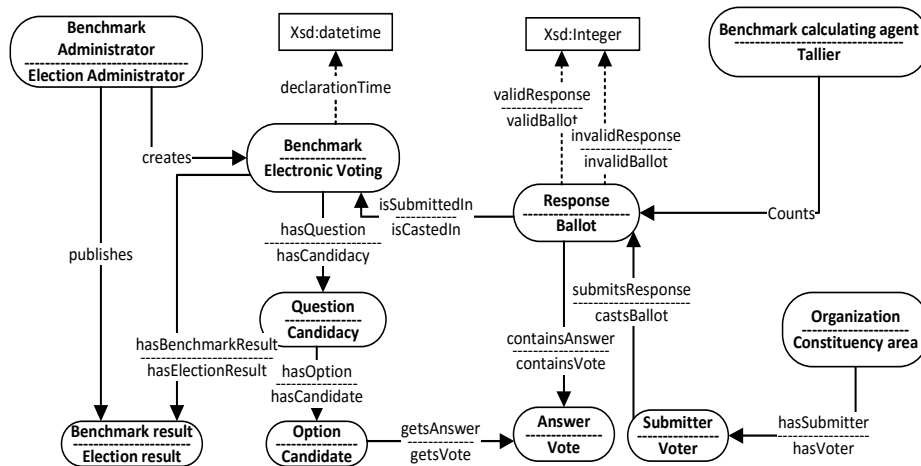 Benchmark
Administrator
Election Administrator
Xsd:datetime
Xsd:Integer
Benchmark calculating agent
Tallier
declarationTime
validResponse
validBallot
invalidResponse
invalidBallot
creates
Benchmark
Electronic Voting
isSubmittedIn
isCastedIn
Response
Ballot
Counts
hasQuestion
hasCandidacy
publishes
submitsResponse
castsBallot
Question
Candidacy
Organization
Constituency area
hasBenchmarkResult
hasElectionResult
containsAnswer
containsVote
hasOption
hasCandidate
Benchmark result
Election result
Option
Candidate
getsAnswer
getsVote
Answer
Vote
Submitter
Voter
hasSubmitter
hasVoter